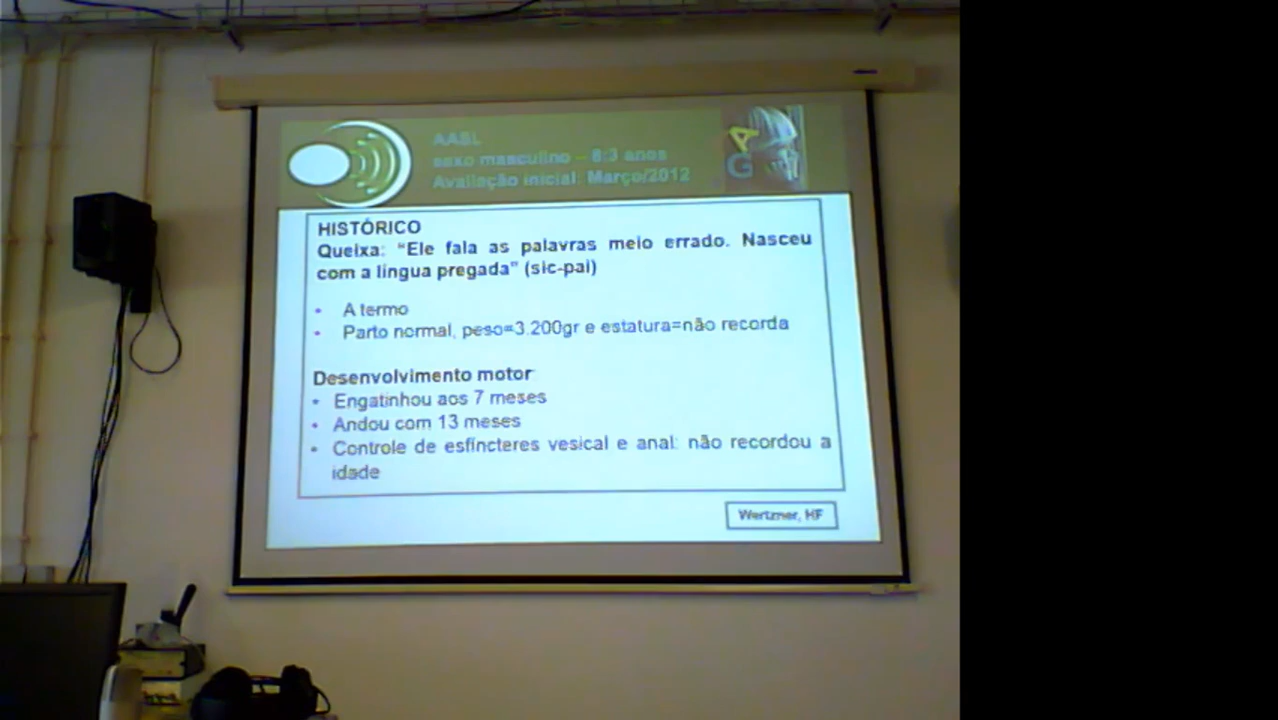 AASL
sexo masculino – 8:3 anos
Avaliação inicial: Março/2012
A
G
HISTÓRICO
Queixa: “Ele fala as palavras meio errado. Nasceu
com a língua pregada” (sic-pai)
• A termo
• Parto normal, peso=3.200gr e estatura=não recorda
Desenvolvimento motor
• Engatinhou aos 7 meses
• Andou com 13 meses
• Controle de esfíncteres vesical e anal: não recordou a
idade
Wertzner, HF